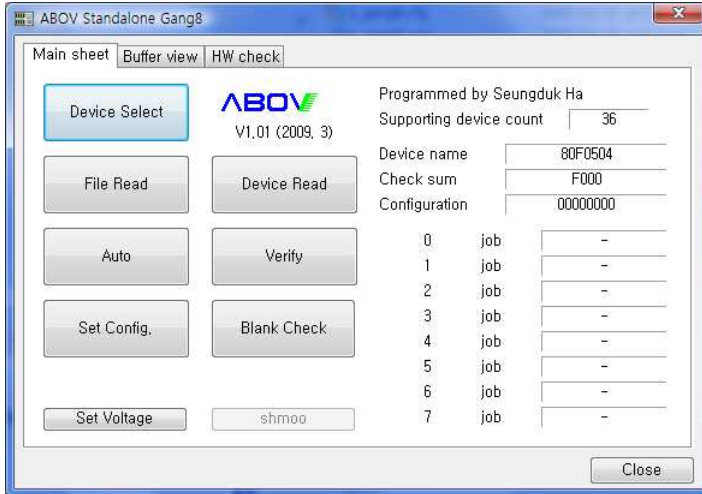 ABOV Standalone Gang8
Main sheet
Buffer view
HW check
Device Select
ABOV
V1,01 (2009, 3)
Programmed by Seungduk Ha
Supporting device count 36
Device name 80F0504
Check sum F000
Configuration 00000000
File Read
Device Read
Auto
Verify
Set Config,
Blank Check
Set Voltage
shmoo
0 job -
1 job -
2 job -
3 job -
4 job -
5 job -
6 job -
7 job -
Close